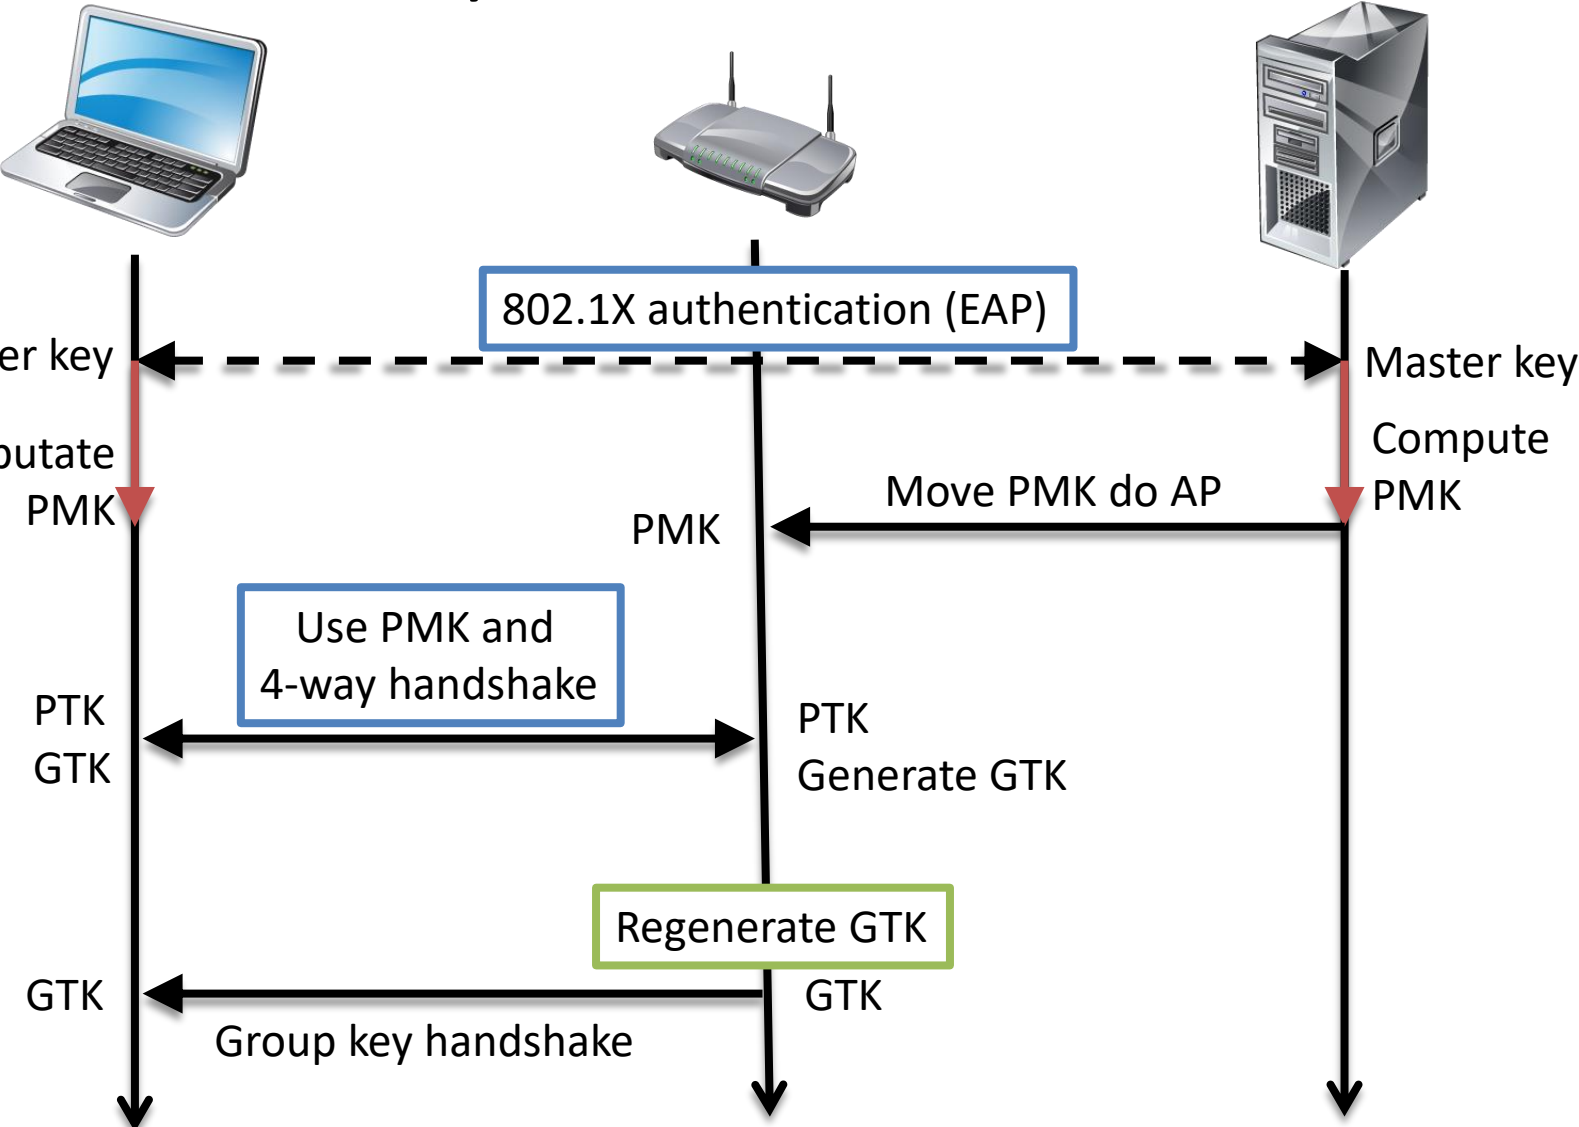 802.1X authentication (EAP)
er key
Master key
putate
PMK
Compute
PMK
Move PMK do AP
PMK
Use PMK and
4-way handshake
PTK
GTK
PTK
Generate GTK
Regenerate GTK
GTK
GTK
Group key handshake